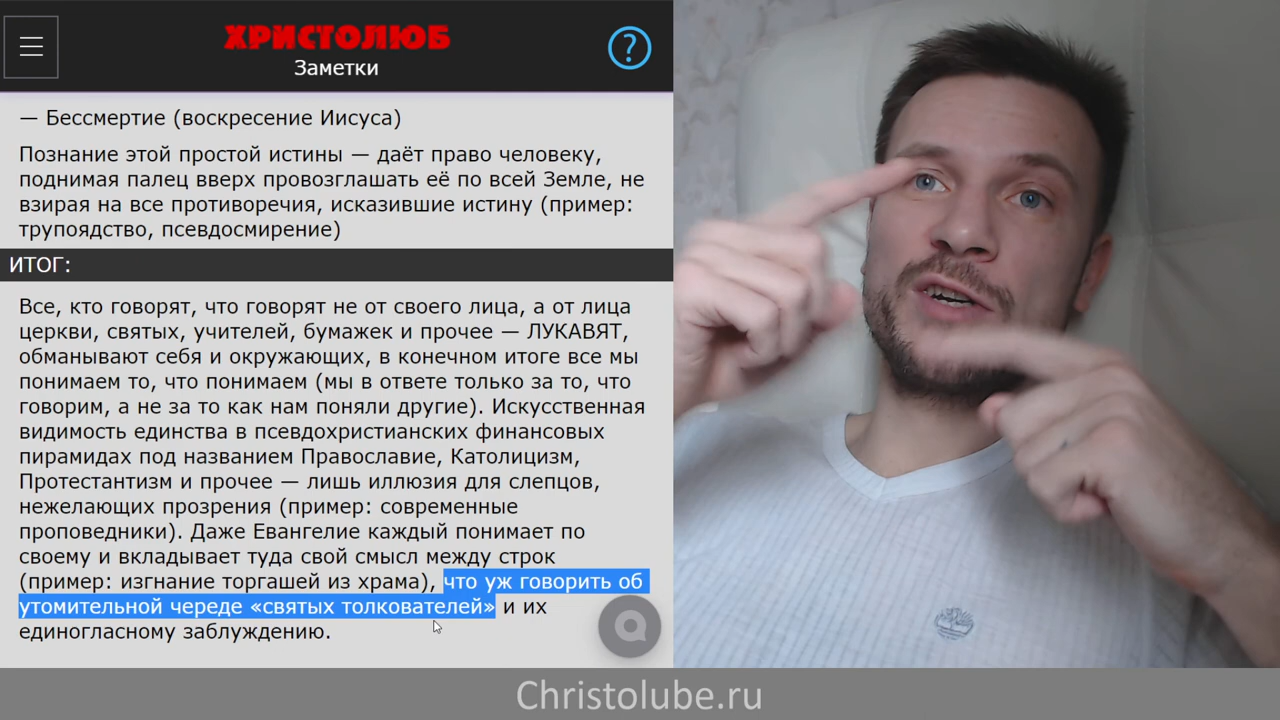 ХРИСТОЛЮБ
Заметки
?
— Бессмертие (воскресение Иисуса)
Познание этой простой истины — даёт право человеку,
поднимая палец вверх провозглашать её по всей Земле, не
взирая на все противоречия, исказившие истину (пример:
трупоядство, псевдосмирение)
ИТОГ:
Все, кто говорят, что говорят не от своего лица, а от лица
церкви, святых, учителей, бумажек и прочее — ЛУКАВЯТ,
обманывают себя и окружающих, в конечном итоге все мы
понимаем то, что понимаем (мы в ответе только за то, что
говорим, а не за то как нам поняли другие). Искусственная
видимость единства в псевдохристианских финансовых
пирамидах под названием Православие, Католицизм,
Протестантизм и прочее — лишь иллюзия для слепцов,
нежелающих прозрения (пример: современные
проповедники). Даже Евангелие каждый понимает по
своему и вкладывает туда свой смысл между строк
(пример: изгнание торгашей из храма), что уж говорить об
утомительной череде «святых толкователей» и их
единогласному заблуждению.
Christolube.ru